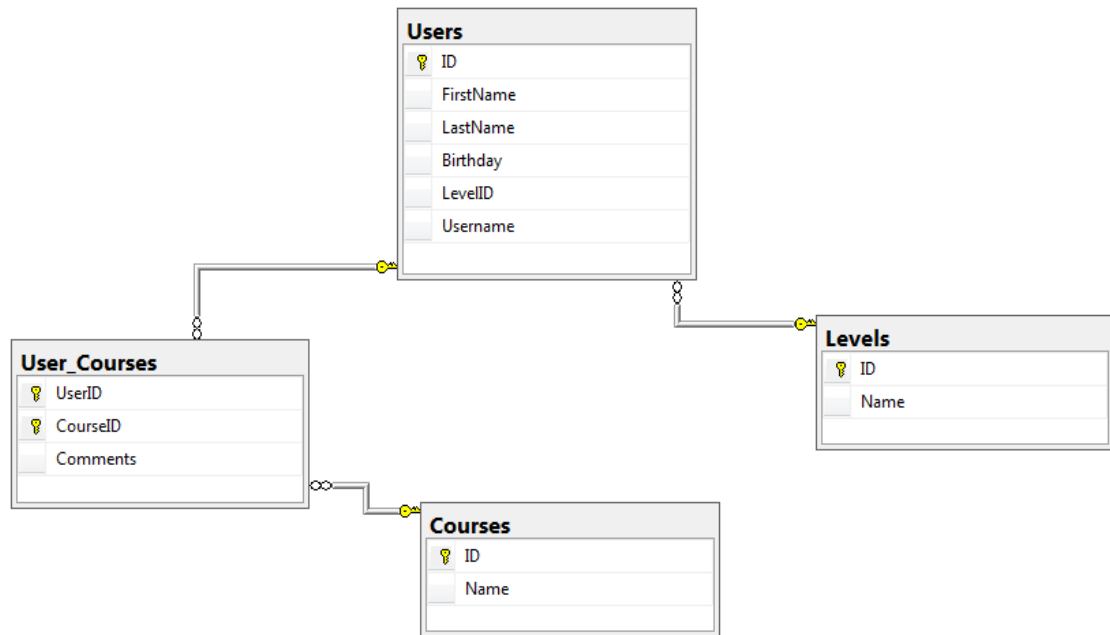 Users
ID
FirstName
LastName
Birthday
LevelID
Username
User_Courses
UserID
CourseID
Comments
Levels
ID
Name
Courses
ID
Name